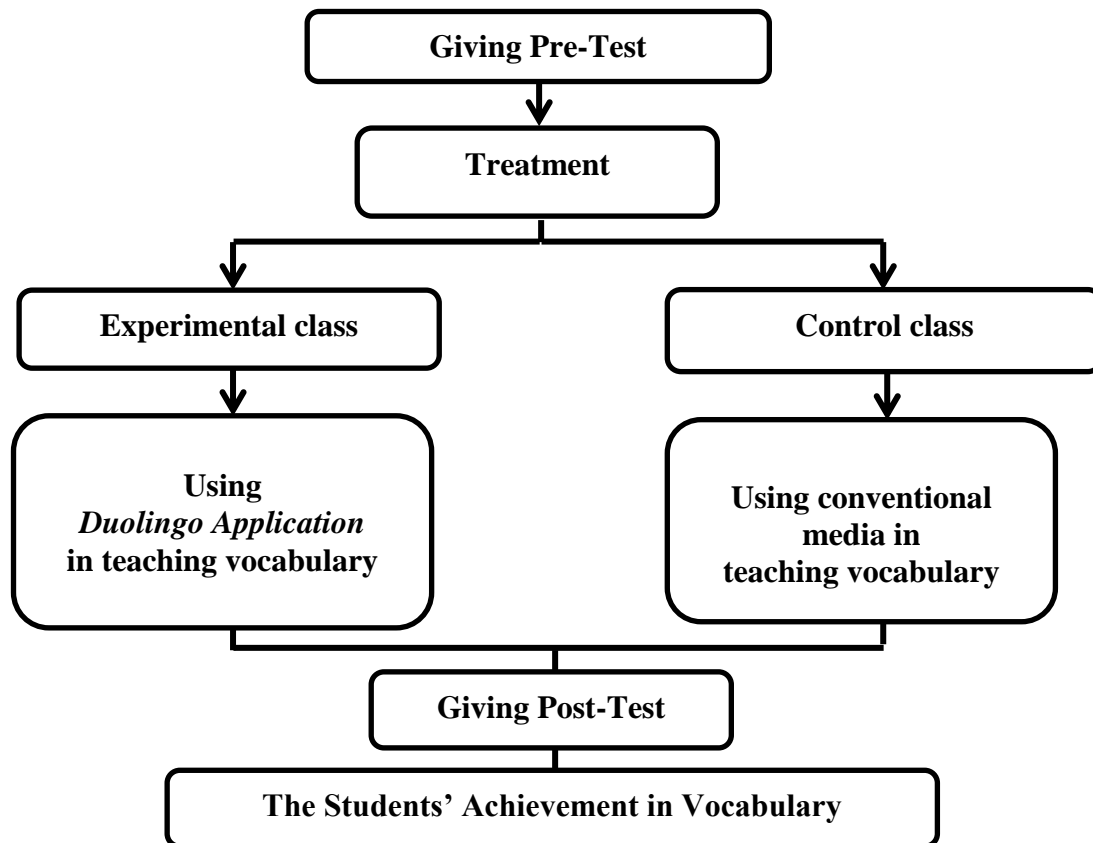 Giving Pre-Test
Treatment
Experimental class
Control class
Using
Duolingo Application
in teaching vocabulary
Using conventional
media in
teaching vocabulary
Giving Post-Test
The Students’ Achievement in Vocabulary